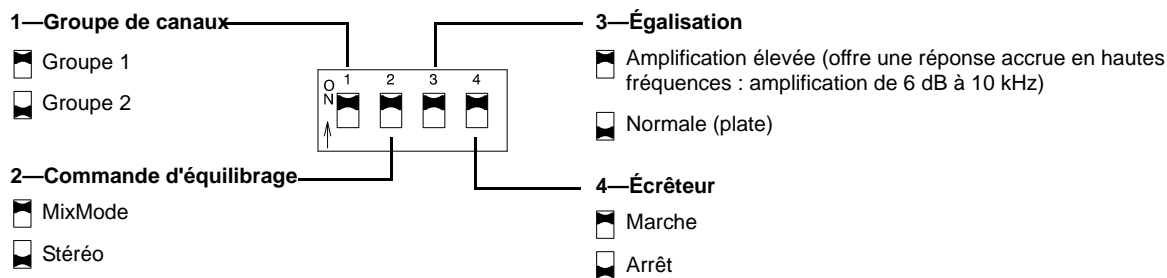 1—Groupe de canaux
Groupe 1
Groupe 2
2—Commande d'équilibrage
MixMode
Stéréo
ON
1 2 3 4
3—Égalisation
Amplification élevée (offre une réponse accrue en hautes
fréquences : amplification de 6 dB à 10 kHz)
Normale (plate)
4—Écrêteur
Marche
Arrêt